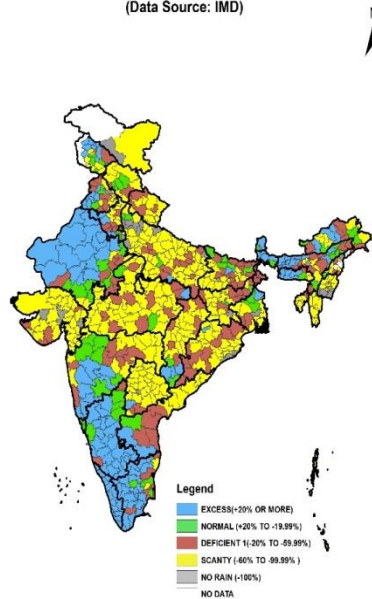 (Data Source: IMD)
Legend
EXCESS(+20% OR MORE)
NORMAL (+20% TO -19.99%)
DEFICIENT 1(-20% TO -59.99%)
SCANTY (-60% TO -99.99% )
NO RAIN (-100%)
NO DATA